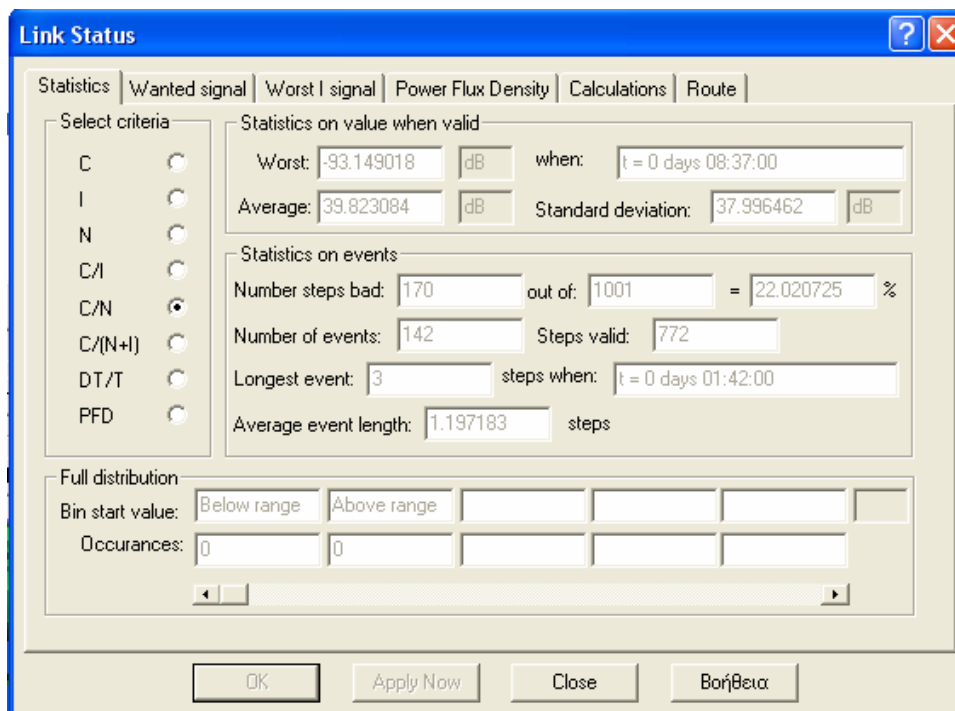 Link Status
Statistics Wanted signal Worst I signal Power Flux Density Calculations Route
Select criteria
C
I
N
C/I
C/N
C/(N+I)
DT/T
PFD
Statistics on value when valid
Worst: -93.149018 dB when: t = 0 days 08:37:00
Average: 39.823084 dB Standard deviation: 37.996462 dB
Statistics on events
Number steps bad: 170 out of: 1001 = 22.020725 %
Number of events: 142 Steps valid: 772
Longest event: 3 steps when: t = 0 days 01:42:00
Average event length: 1.197183 steps
Full distribution
Bin start value: Below range Above range
Occurances: 0 0
OK Apply Now Close Βοήθεια